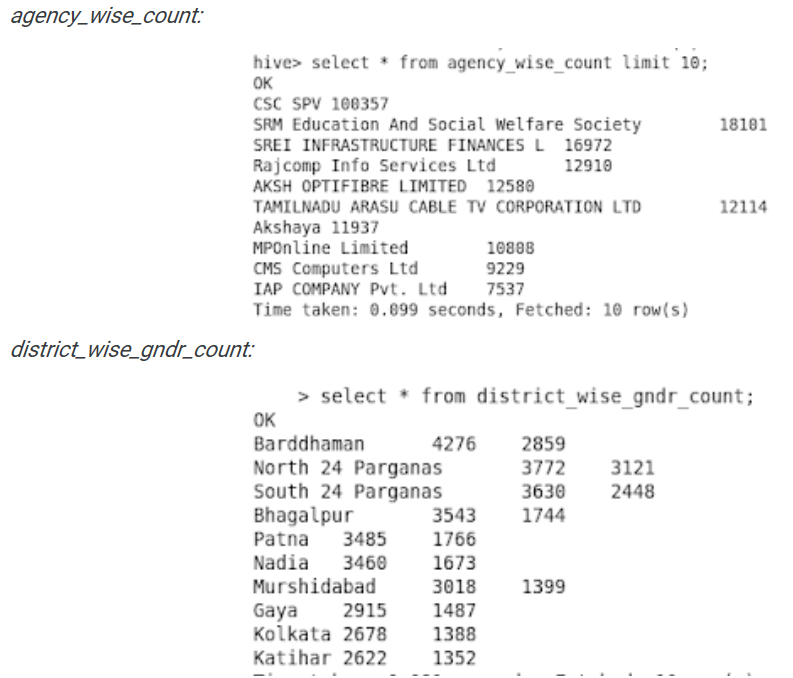 agency_wise_count:
hive> select * from agency_wise_count limit 10;
OK
CSC SPV 100357
SRM Education And Social Welfare Society 18101
SREI INFRASTRUCTURE FINANCES L 16972
Rajcomp Info Services Ltd 12910
AKSH OPTIFIBRE LIMITED 12580
TAMILNADU ARASU CABLE TV CORPORATION LTD 12114
Akshaya 11937
MPOnline Limited 10808
CMS Computers Ltd 9229
IAP COMPANY Pvt. Ltd 7537
Time taken: 0.099 seconds, Fetched: 10 row(s)
district_wise_gndr_count:
> select * from district_wise_gndr_count;
OK
Barddhaman 4276 2859
North 24 Parganas 3772 3121
South 24 Parganas 3630 2448
Bhagalpur 3543 1744
Patna 3485 1766
Nadia 3460 1673
Murshidabad 3018 1399
Gaya 2915 1487
Kolkata 2678 1388
Katihar 2622 1352